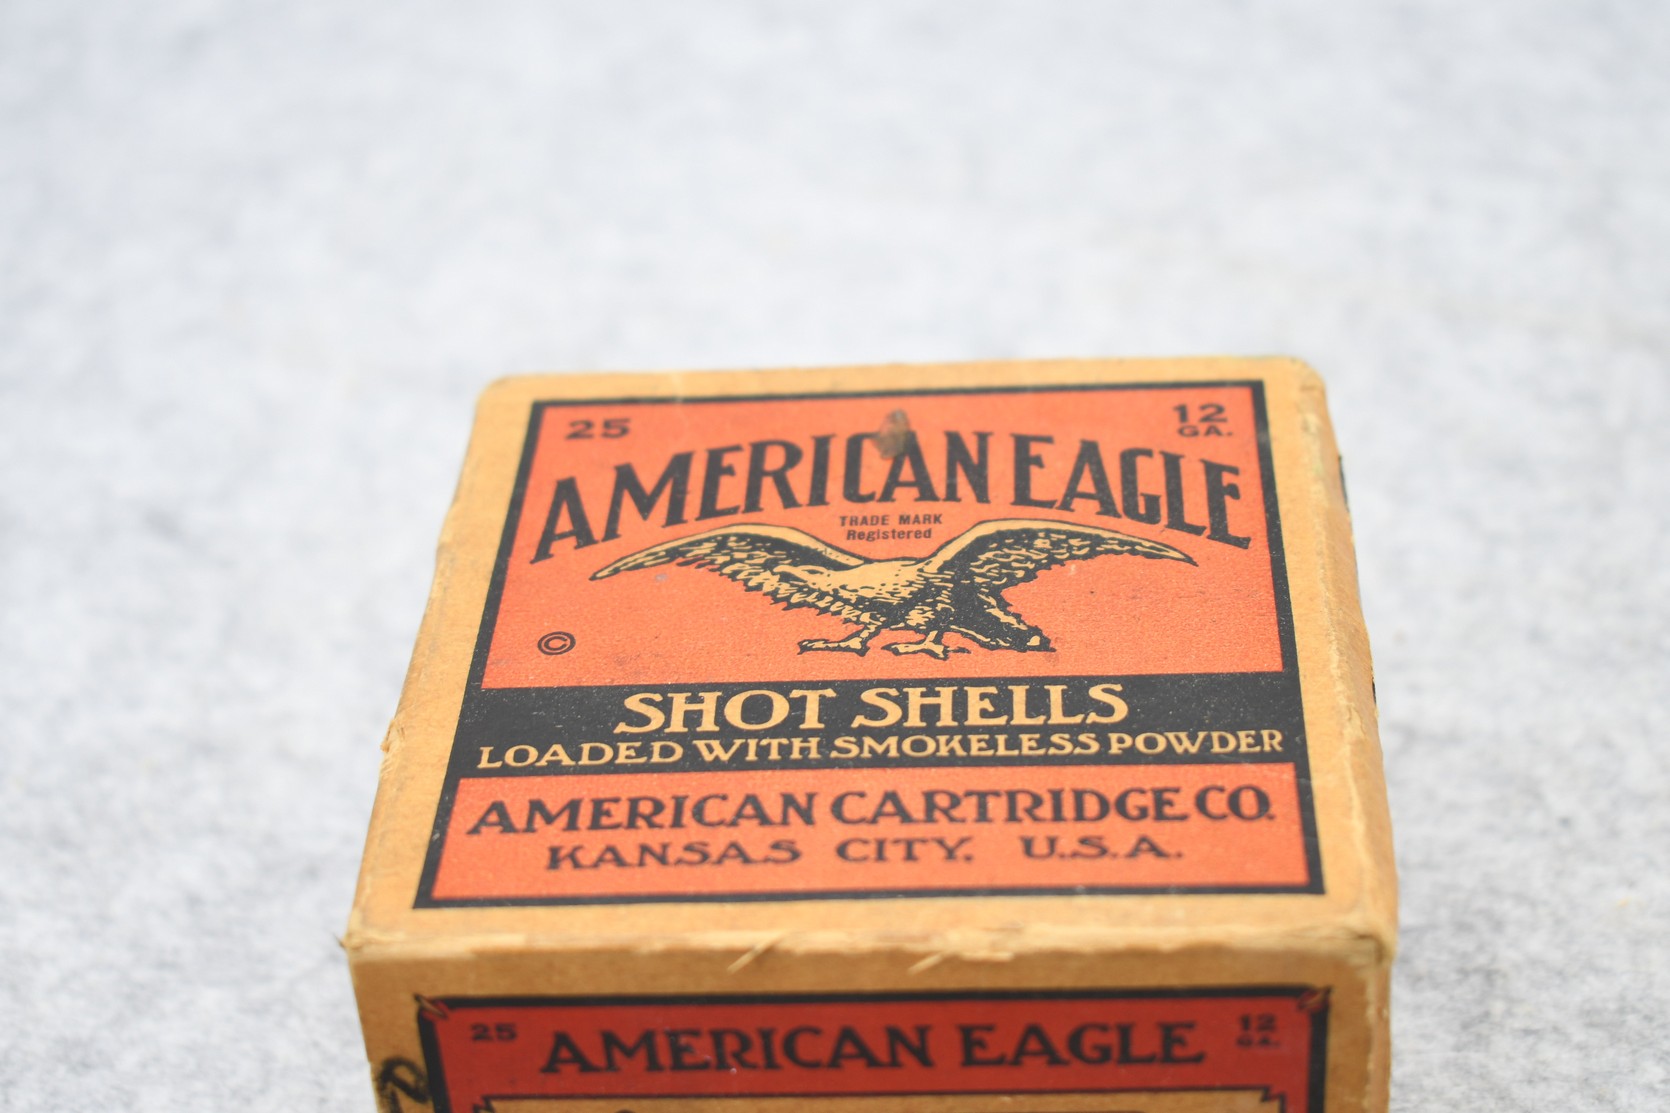 25 12
GA.
AMERICAN EAGLE
TRADE MARK
Registered
©
SHOT SHELLS
LOADED WITH SMOKELESS POWDER
AMERICAN CARTRIDGE CO.
KANSAS CITY, U.S.A.
25 AMERICAN EAGLE 12
GA.